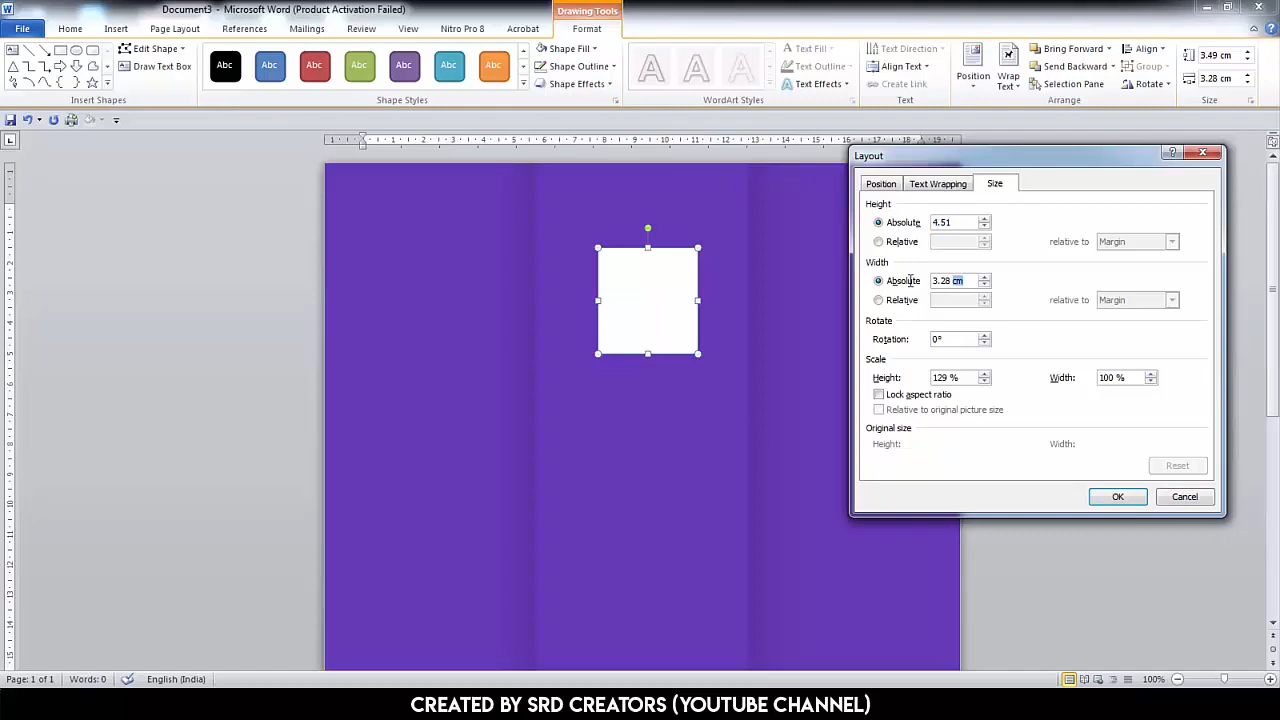 Document3 - Microsoft Word (Product Activation Failed)
Drawing Tools
File Home Insert Page Layout References Mailings Review View Nitro Pro 8 Acrobat Format
Edit Shape
Draw Text Box
Insert Shapes
Abc Abc Abc Abc Abc Abc Abc
Shape Styles
Shape Fill
Shape Outline
Shape Effects
A A A
WordArt Styles
Text Fill
Text Outline
Text Effects
Text Direction
Align Text
Create Link
Text
Position
Wrap
Text
Bring Forward
Send Backward
Selection Pane
Align
Group
Rotate
Arrange
3.49 cm
3.28 cm
Size
Layout
Position Text Wrapping Size
Height
Absolute 4.51
Relative relative to Margin
Width
Absolute 3.28 cm
Relative relative to Margin
Rotate
Rotation: 0°
Scale
Height: 129 % Width: 100 %
Lock aspect ratio
Relative to original picture size
Original size
Height: Width:
Reset
OK Cancel
Page: 1 of 1 Words: 0 English (India) 100%
CREATED BY SRD CREATORS (YOUTUBE CHANNEL)